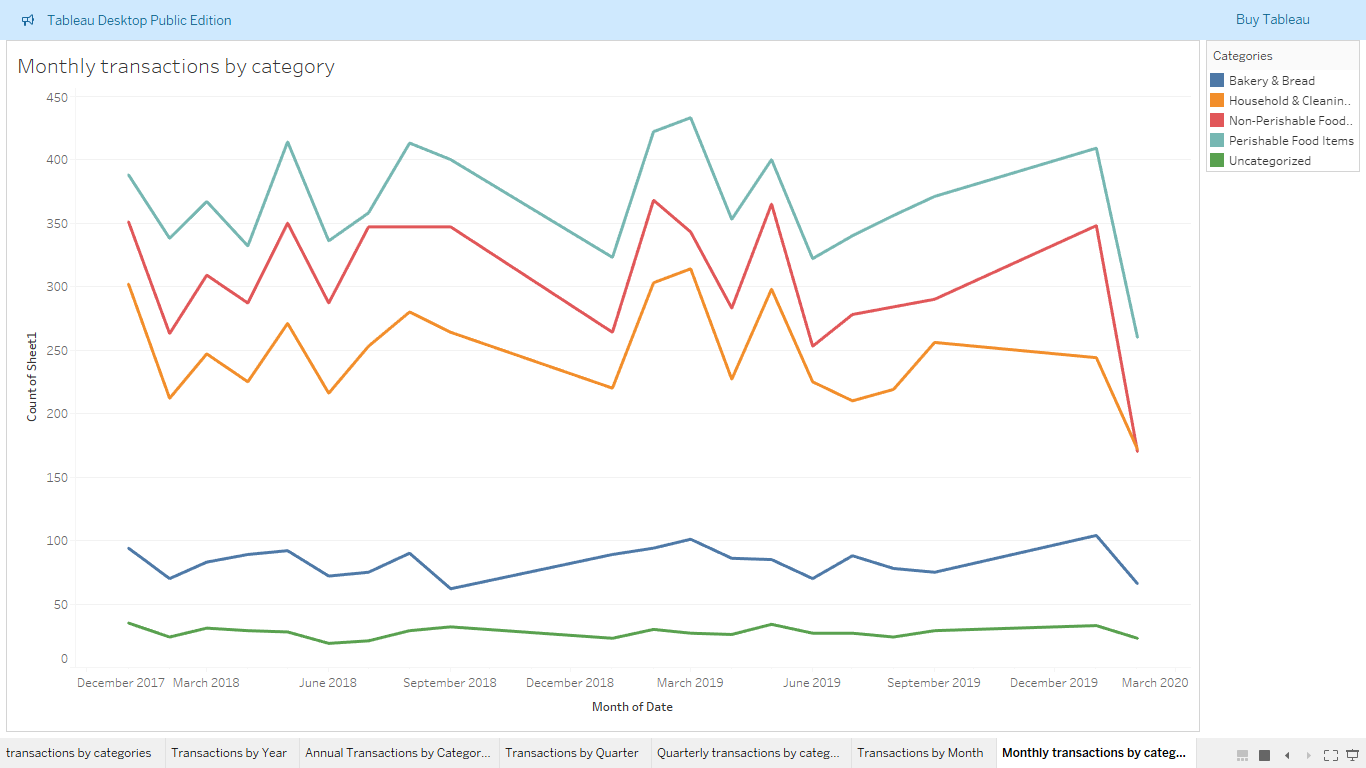 Tableau Desktop Public Edition
Buy Tableau
Monthly transactions by category
Categories
Bakery & Bread
Household & Cleanin..
Non-Perishable Food..
Perishable Food Items
Uncategorized
450
400
350
300
250
200
150
100
50
0
Count of Sheet1
December 2017 March 2018 June 2018 September 2018 December 2018 March 2019 June 2019 September 2019 December 2019 March 2020
Month of Date
transactions by categories Transactions by Year Annual Transactions by Categor... Transactions by Quarter Quarterly transactions by categ... Transactions by Month Monthly transactions by categ...